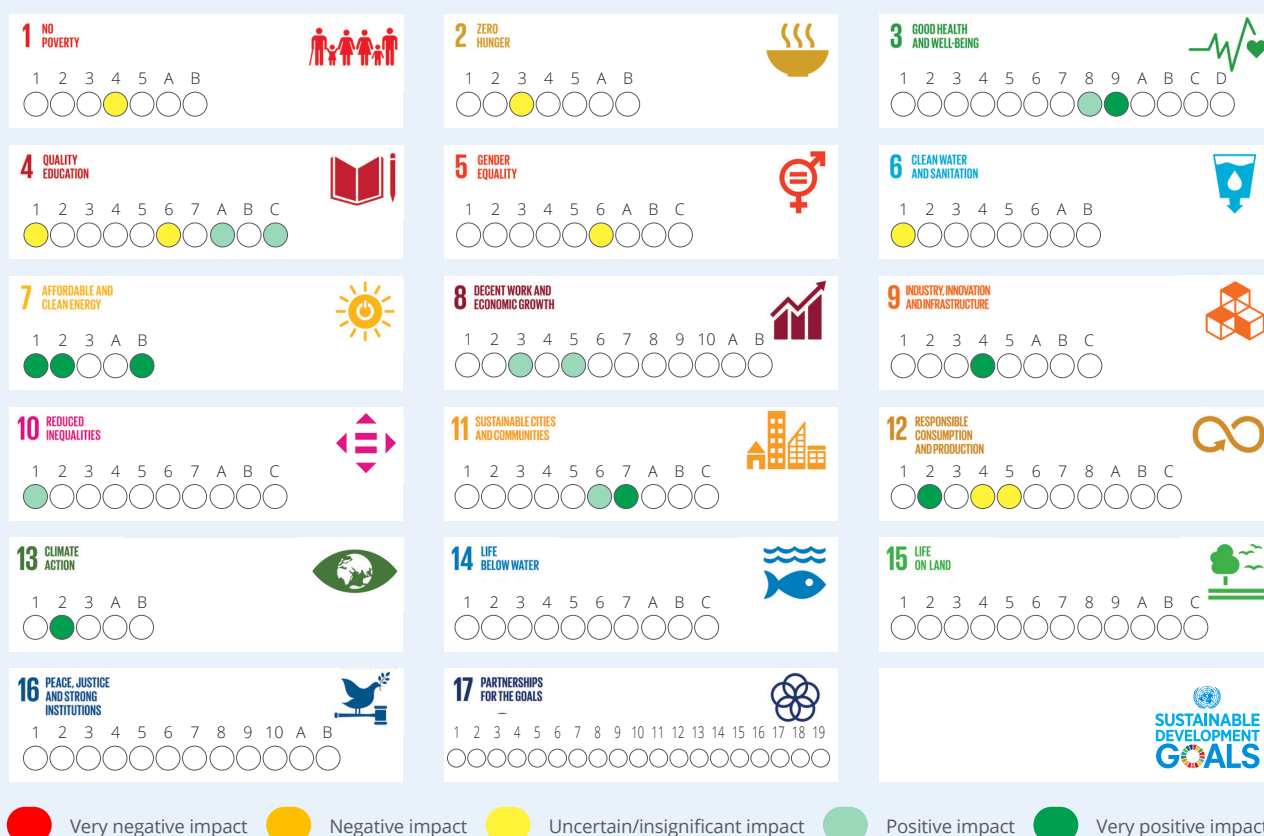 1 NO
POVERTY
1 2 3 4 5 A B
2 ZERO
HUNGER
1 2 3 4 5 A B
3 GOOD HEALTH
AND WELL-BEING
1 2 3 4 5 6 7 8 9 A B C D
4 QUALITY
EDUCATION
1 2 3 4 5 6 7 A B C
5 GENDER
EQUALITY
1 2 3 4 5 6 A B C
6 CLEAN WATER
AND SANITATION
1 2 3 4 5 6 A B
7 AFFORDABLE AND
CLEAN ENERGY
1 2 3 A B
8 DECENT WORK AND
ECONOMIC GROWTH
1 2 3 4 5 6 7 8 9 10 A B
9 INDUSTRY, INNOVATION
AND INFRASTRUCTURE
1 2 3 4 5 A B C
10 REDUCED
INEQUALITIES
1 2 3 4 5 6 7 A B C
11 SUSTAINABLE CITIES
AND COMMUNITIES
1 2 3 4 5 6 7 A B C
12 RESPONSIBLE
CONSUMPTION
AND PRODUCTION
1 2 3 4 5 6 7 8 A B C
13 CLIMATE
ACTION
1 2 3 A B
14 LIFE
BELOW WATER
1 2 3 4 5 6 7 A B C
15 LIFE
ON LAND
1 2 3 4 5 6 7 8 9 A B C
16 PEACE, JUSTICE
AND STRONG
INSTITUTIONS
1 2 3 4 5 6 7 8 9 10 A B
17 PARTNERSHIPS
FOR THE GOALS
1 2 3 4 5 6 7 8 9 10 11 12 13 14 15 16 17 18 19
SUSTAINABLE
DEVELOPMENT
GOALS
Very negative impact Negative impact Uncertain/insignificant impact Positive impact Very positive impact